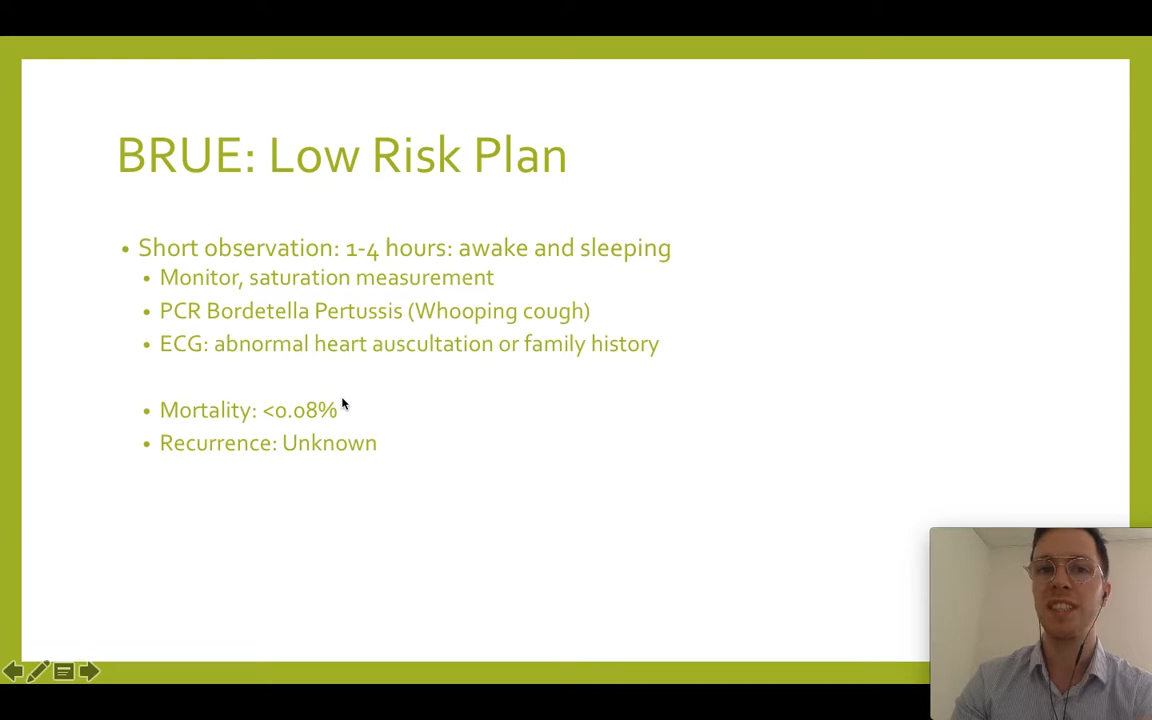 BRUE: Low Risk Plan
• Short observation: 1-4 hours: awake and sleeping
• Monitor, saturation measurement
• PCR Bordetella Pertussis (Whooping cough)
• ECG: abnormal heart auscultation or family history
• Mortality: <0.08%
• Recurrence: Unknown